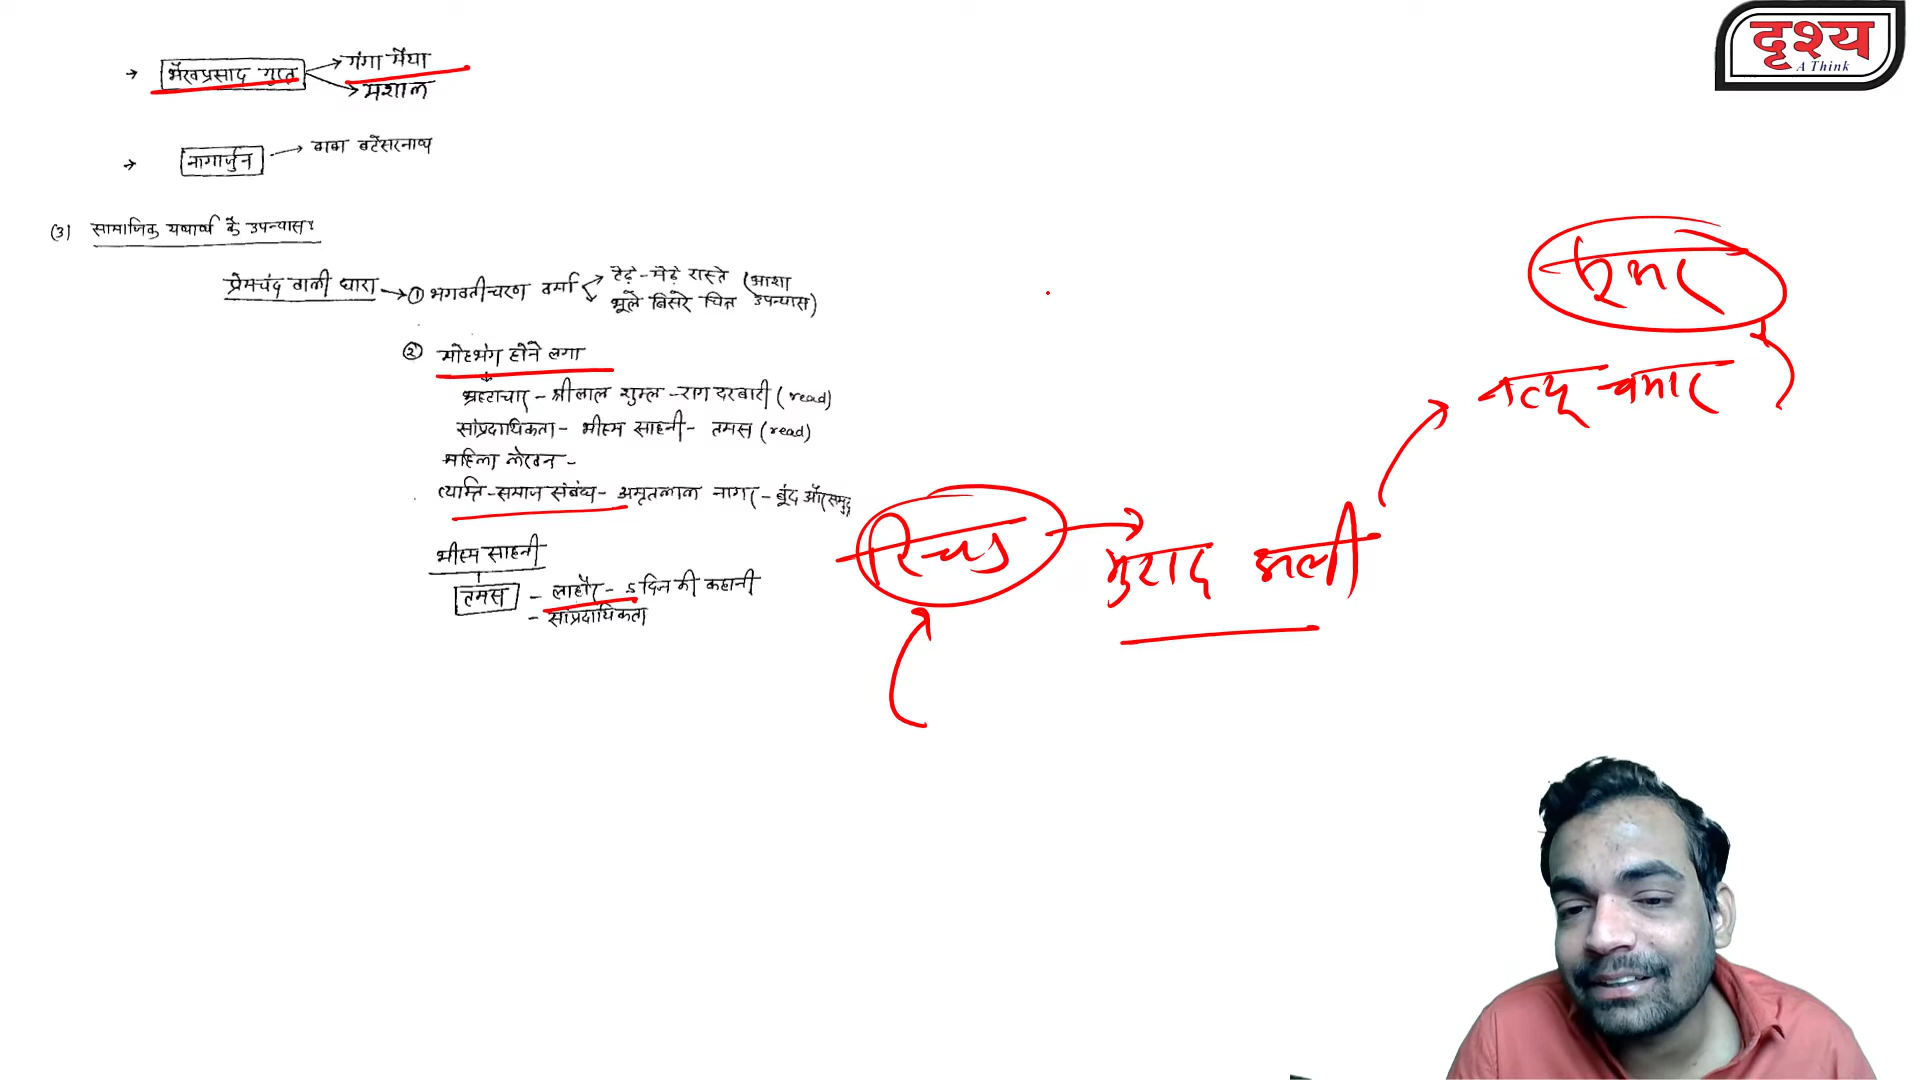 दृश्य
A Think
→ भैरवप्रसाद गुप्त → गंगा मैया
→ मशाल
→ नागार्जुन → बाबा बटेसरनाथ
(3) सामाजिक यथार्थ के उपन्यास:
प्रेमचंद वाली धारा → ① भगवतीचरण वर्मा टेढ़े-मेढ़े रास्ते (आशा
भूले बिसरे चित्र उपन्यास)
② मोहभंग होने लगा
भ्रष्टाचार - श्रीलाल शुक्ल - राग दरबारी (read)
सांप्रदायिकता - भीष्म साहनी - तमस (read)
महिला लेखन -
व्यक्ति-समाज संबंध - अमृतलाल नागर - बूंद और समुद्र
भीष्म साहनी
तमस - लाहौर - 5 दिन की कहानी
- सांप्रदायिकता
रिचर्ड → मुराद अली
नत्थू चमार
सूअर